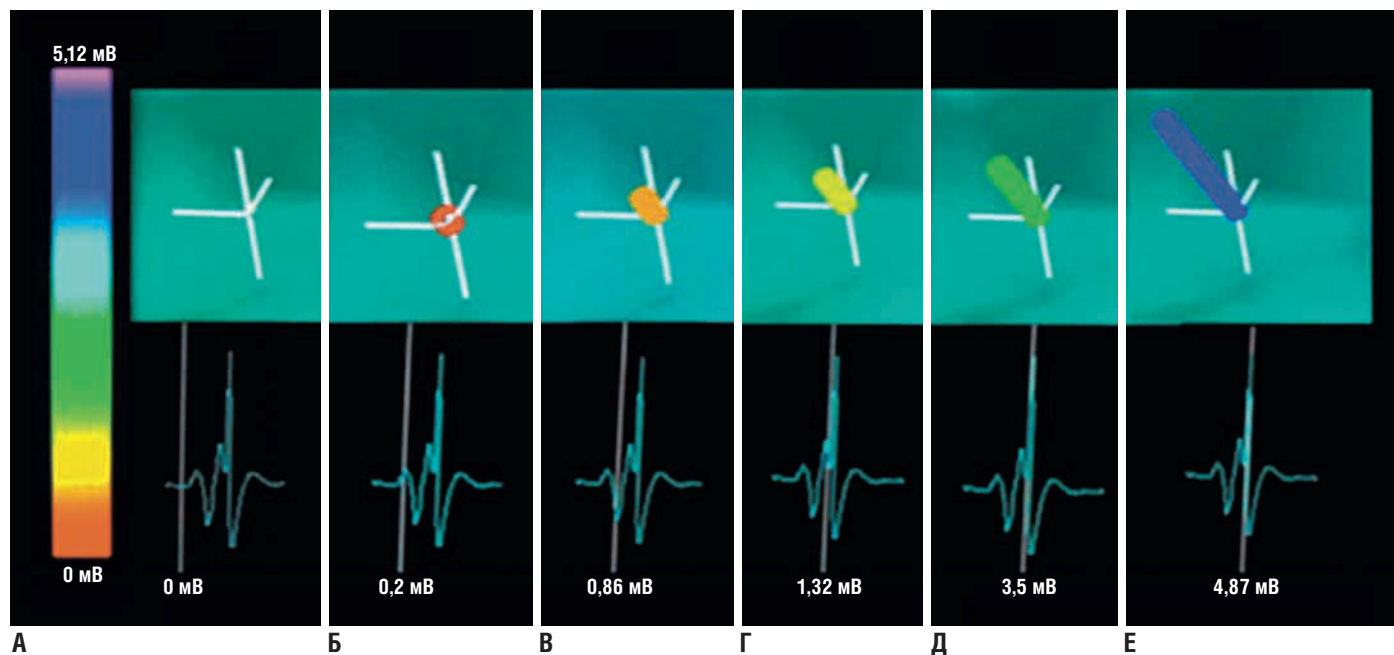 5,12 мВ
0 мВ
0 мВ
0,2 мВ
0,86 мВ
1,32 мВ
3,5 мВ
4,87 мВ
А
Б
В
Г
Д
Е